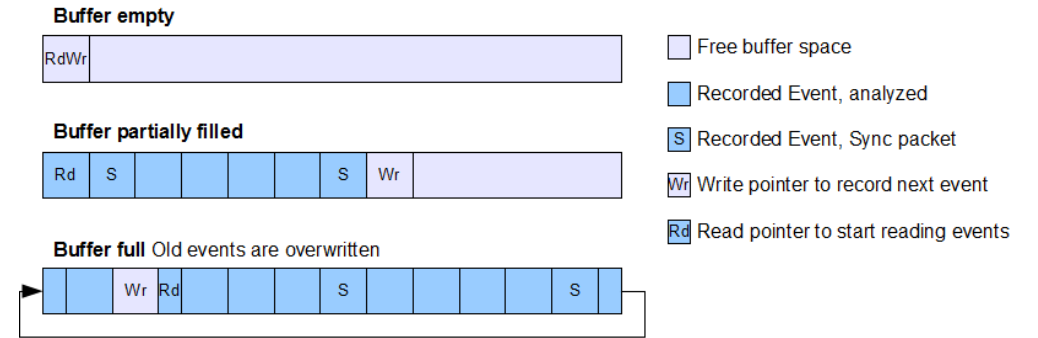 Buffer empty
RdWr
Free buffer space
Recorded Event, analyzed
Buffer partially filled
S Recorded Event, Sync packet
Rd S S Wr
Wr Write pointer to record next event
Rd Read pointer to start reading events
Buffer full Old events are overwritten
Wr Rd S S